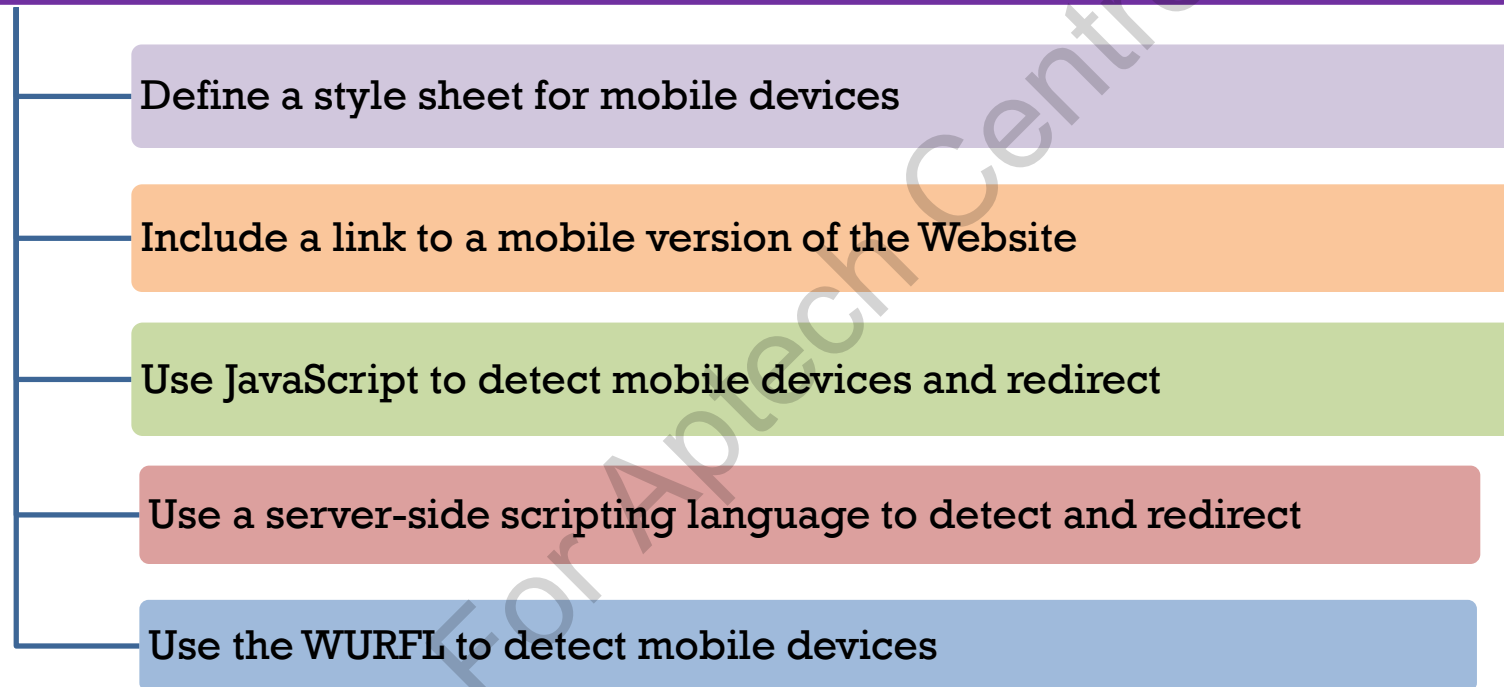 Define a style sheet for mobile devices
Include a link to a mobile version of the Website
Use JavaScript to detect mobile devices and redirect
Use a server-side scripting language to detect and redirect
Use the WURFL to detect mobile devices
For Aptech Centr